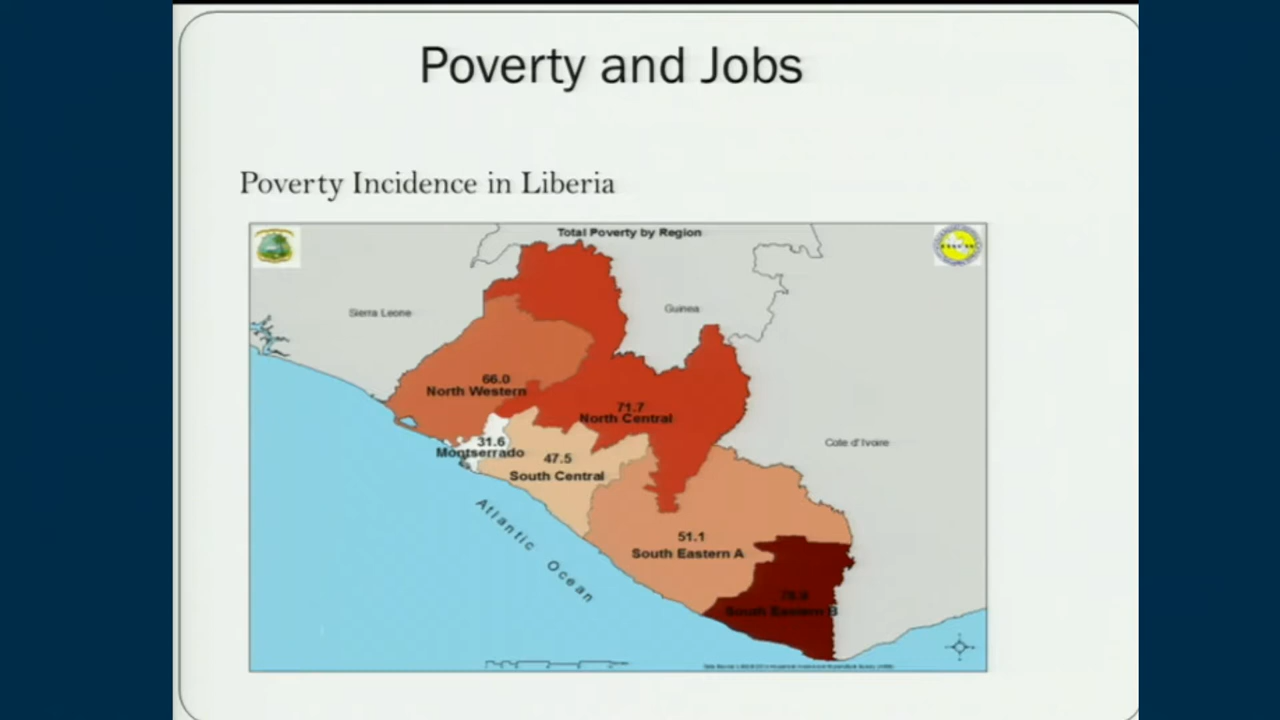 Poverty and Jobs
Poverty Incidence in Liberia
Total Poverty by Region
Sierra Leone
Guinea
66.0
North Western
71.7
North Central
31.6
Montserrado
47.5
South Central
Cote d'Ivoire
Atlantic Ocean
51.1
South Eastern A
South Eastern B